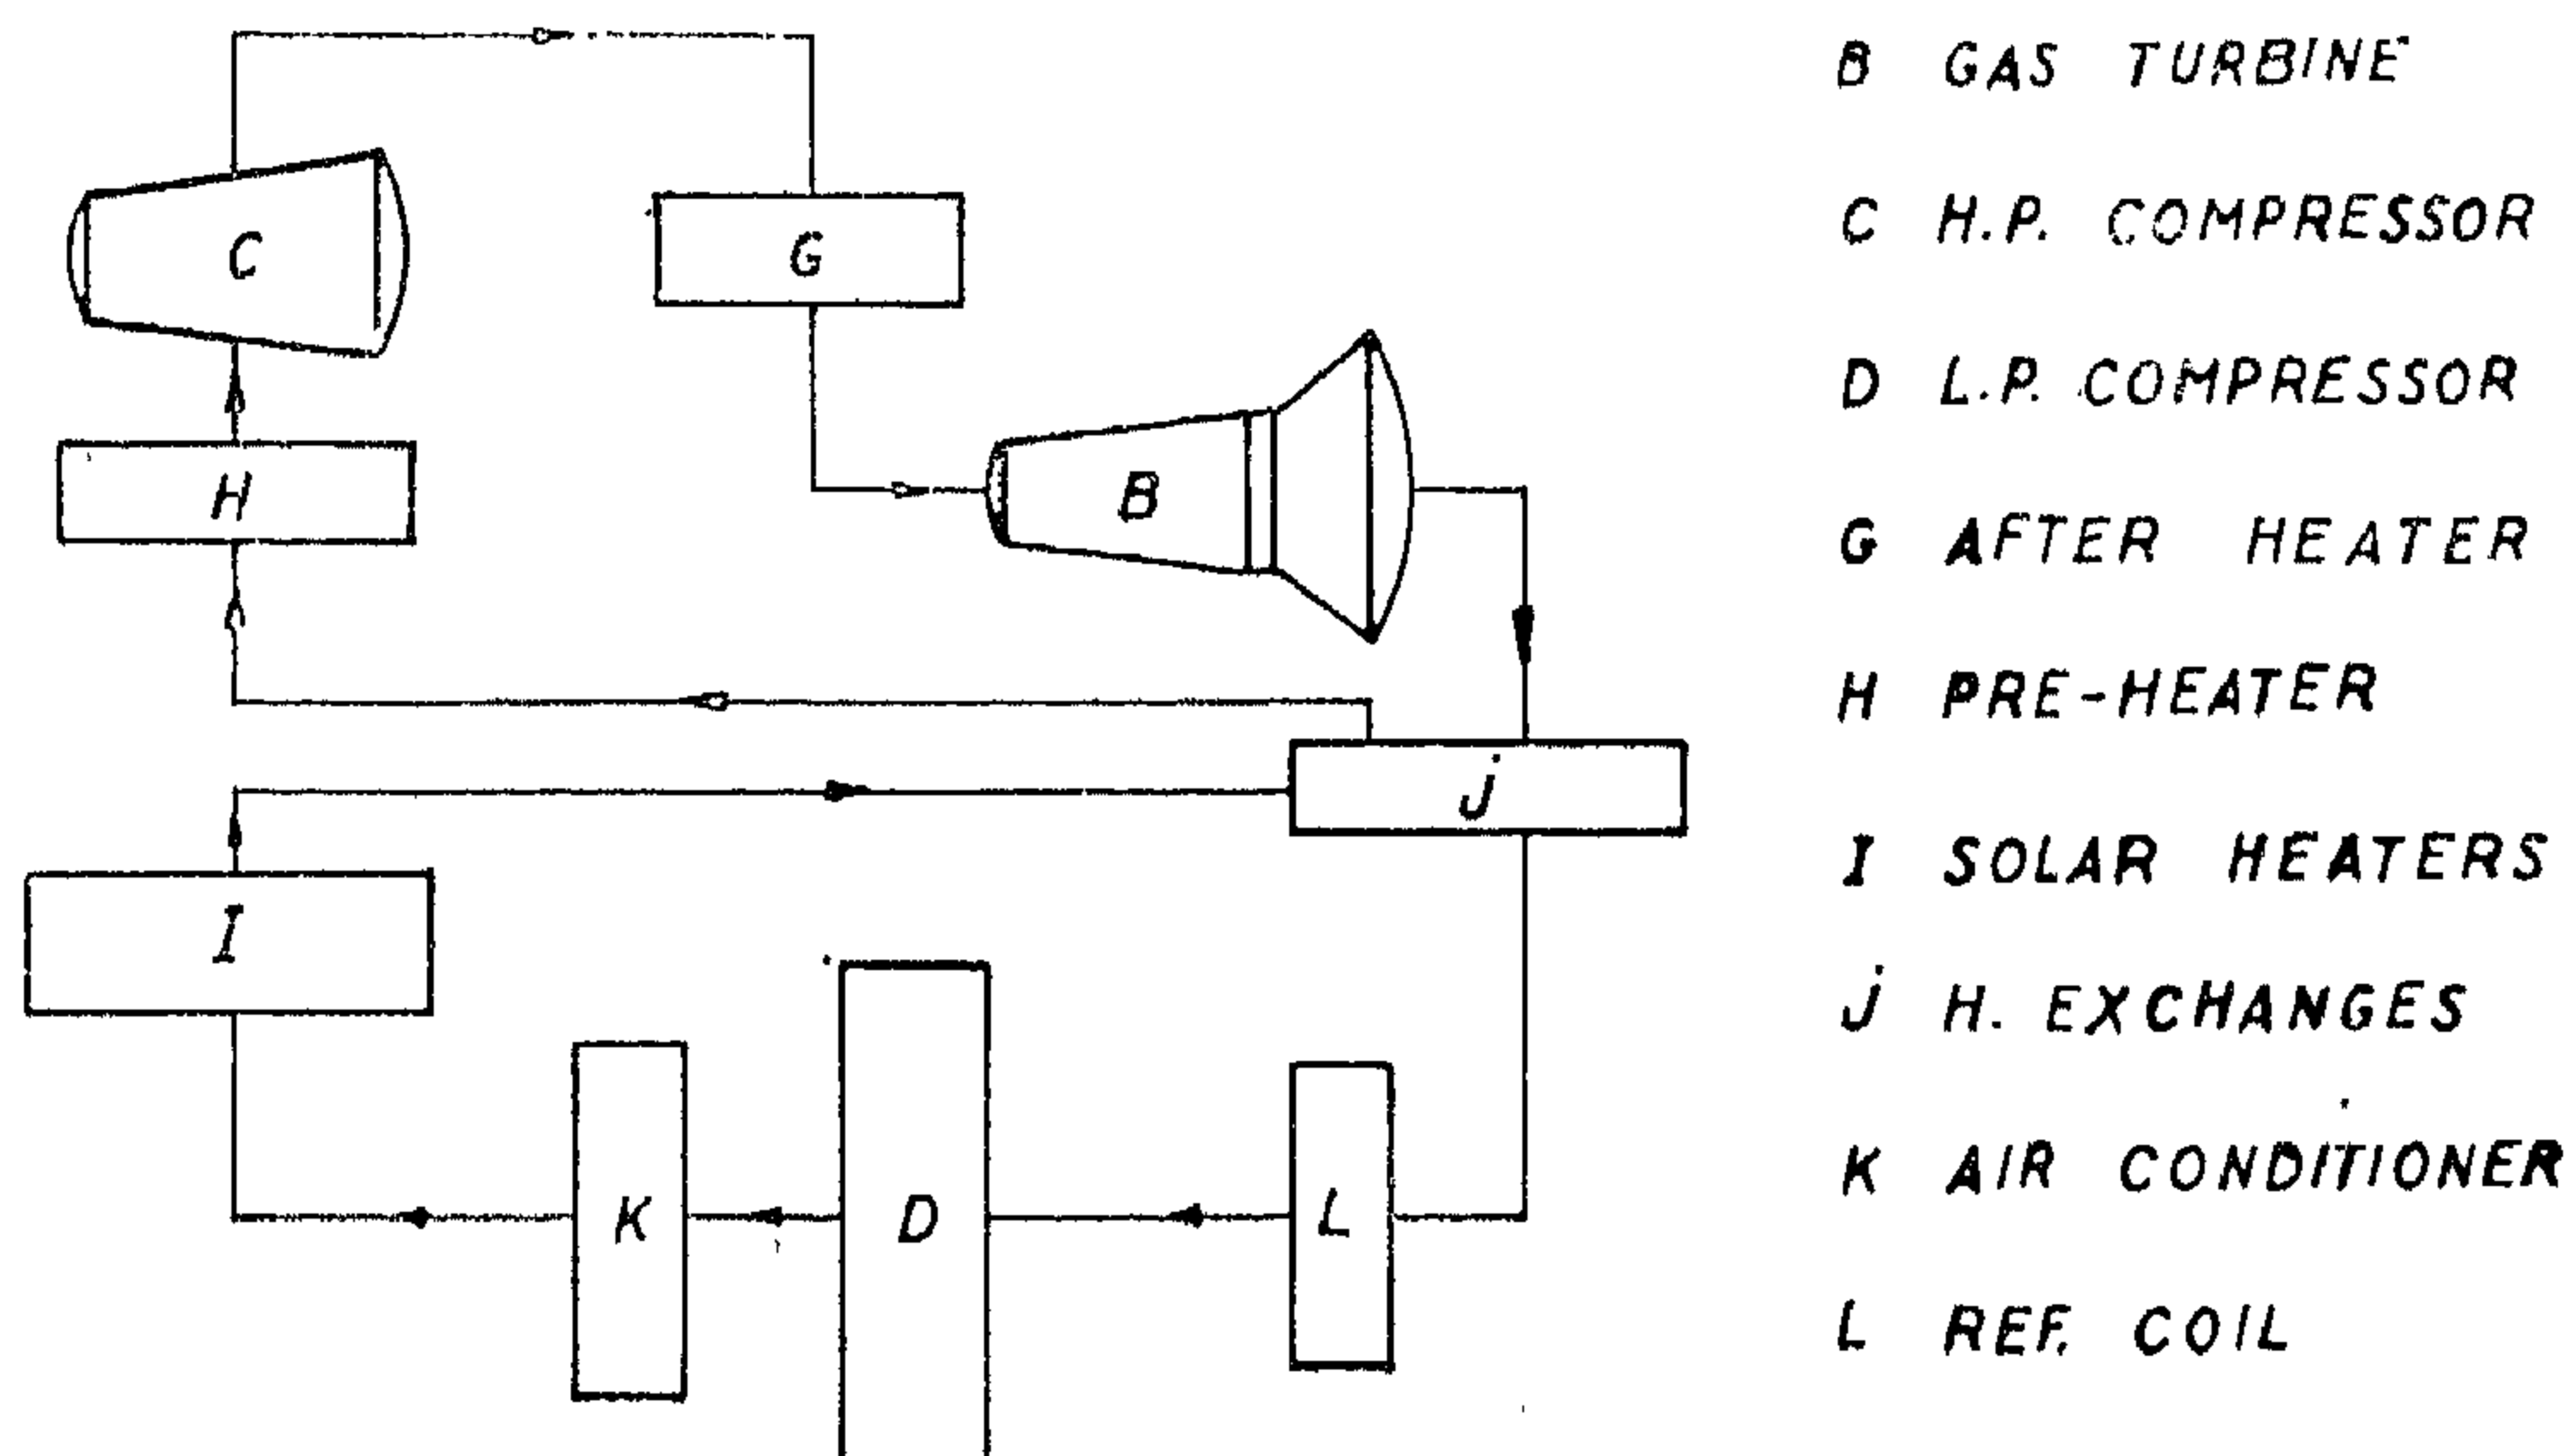 C
G
H
B
J
I
K
D
L
B GAS TURBINE
C H.P. COMPRESSOR
D L.P. COMPRESSOR
G AFTER HEATER
H PRE-HEATER
I SOLAR HEATERS
J H. EXCHANGES
K AIR CONDITIONER
L REF. COIL